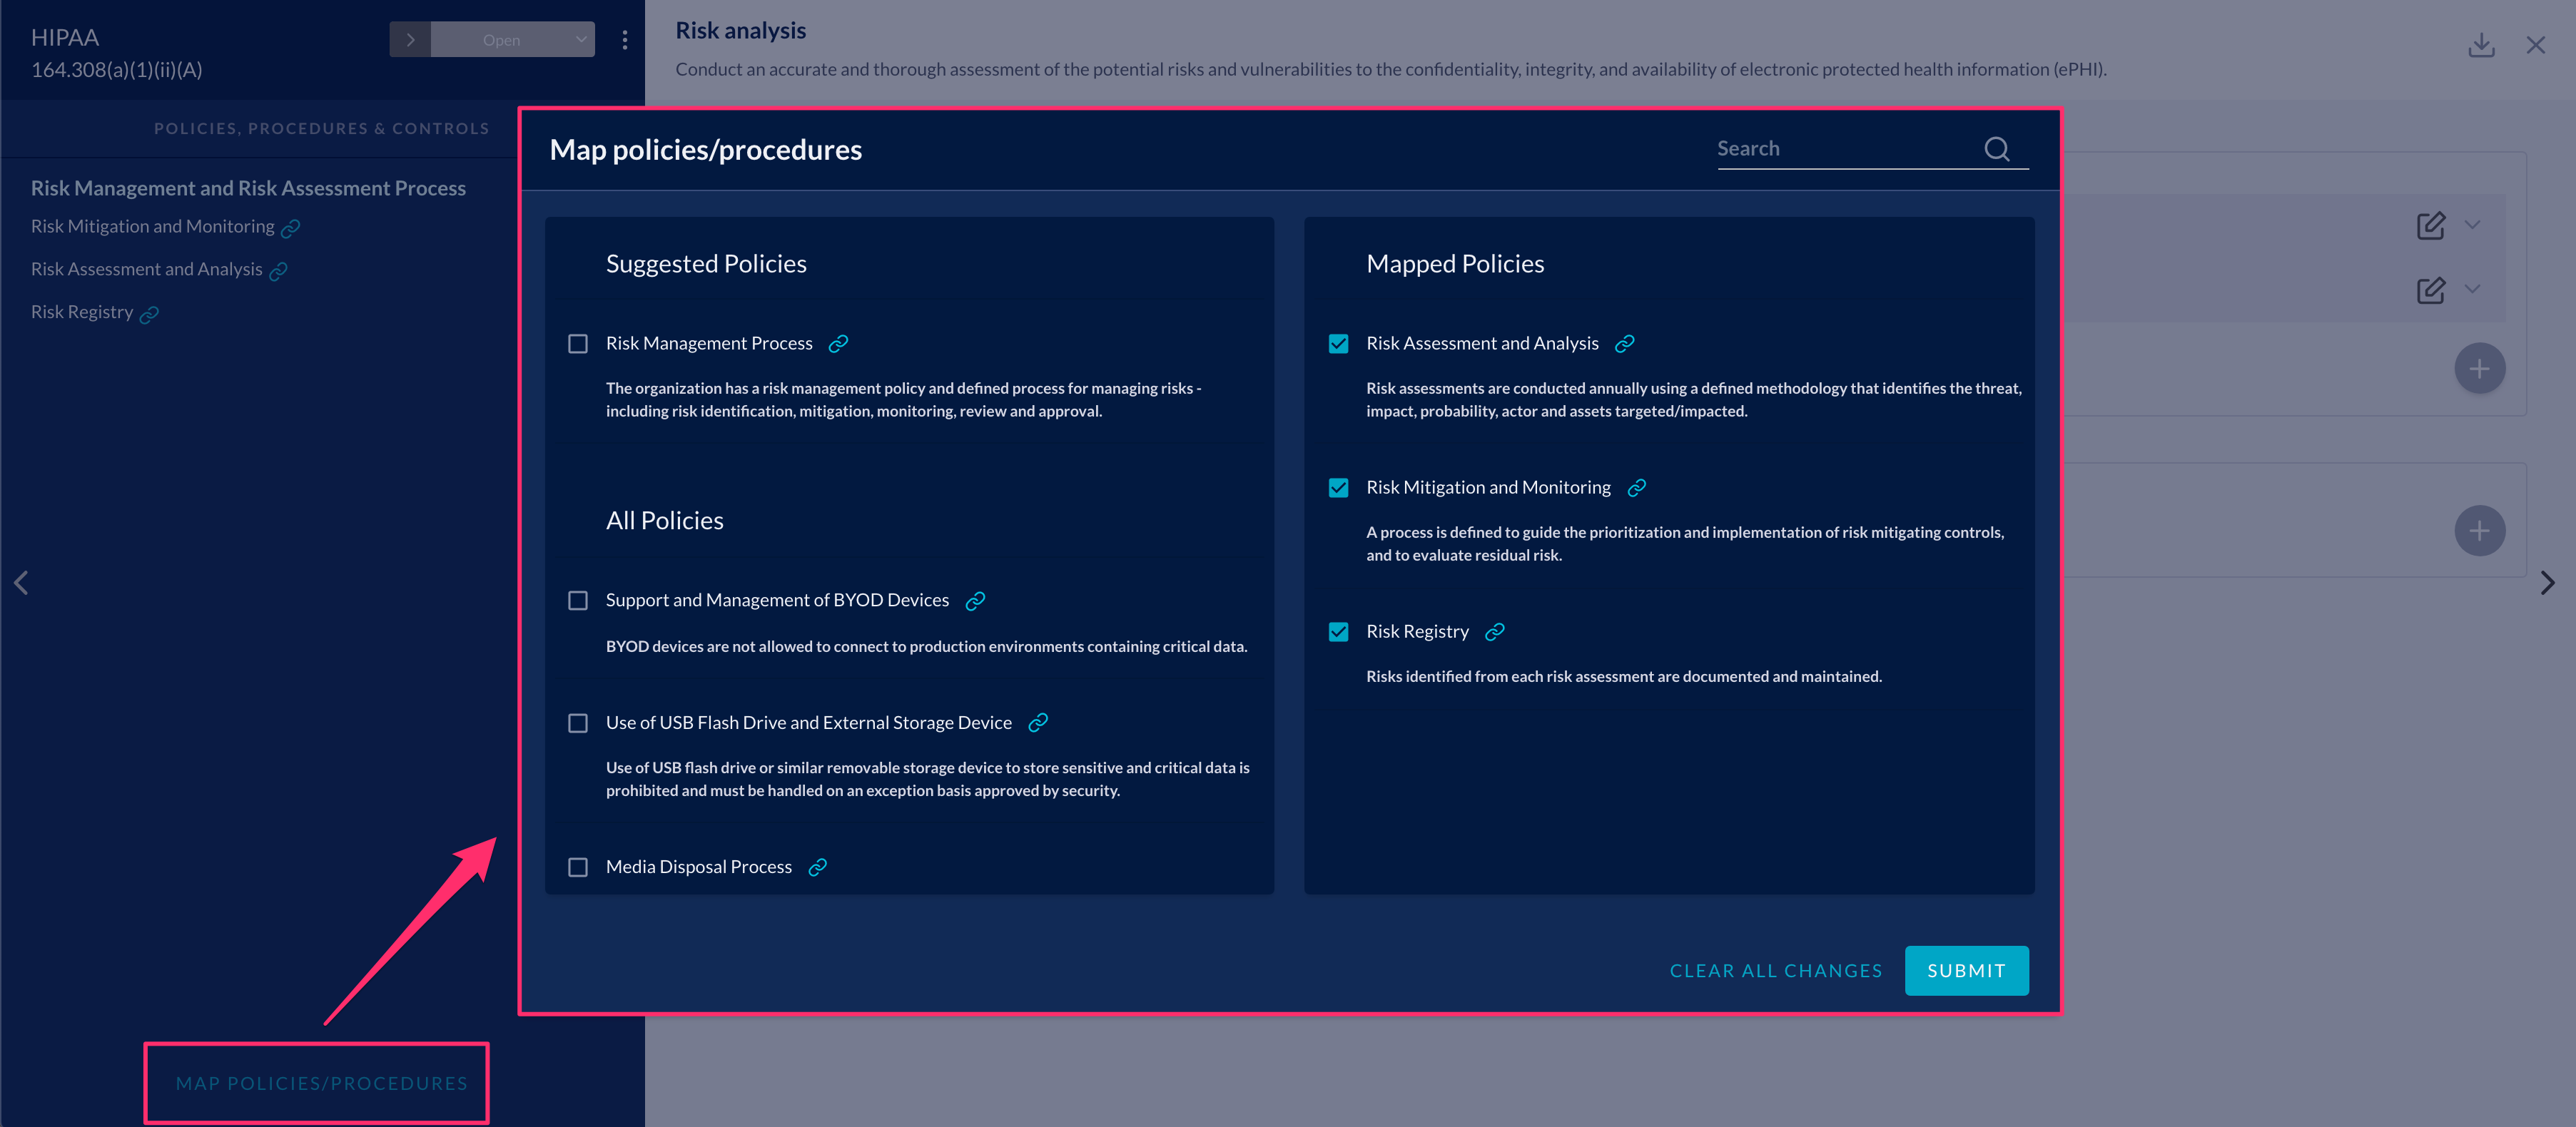 HIPAA
164.308(a)(1)(ii)(A)
Open
Risk analysis
Conduct an accurate and thorough assessment of the potential risks and vulnerabilities to the confidentiality, integrity, and availability of electronic protected health information (ePHI).
POLICIES, PROCEDURES & CONTROLS
Risk Management and Risk Assessment Process
Risk Mitigation and Monitoring
Risk Assessment and Analysis
Risk Registry
MAP POLICIES/PROCEDURES
Map policies/procedures
Search
Suggested Policies
Risk Management Process
The organization has a risk management policy and defined process for managing risks -
including risk identification, mitigation, monitoring, review and approval.
All Policies
Support and Management of BYOD Devices
BYOD devices are not allowed to connect to production environments containing critical data.
Use of USB Flash Drive and External Storage Device
Use of USB flash drive or similar removable storage device to store sensitive and critical data is
prohibited and must be handled on an exception basis approved by security.
Media Disposal Process
Mapped Policies
Risk Assessment and Analysis
Risk assessments are conducted annually using a defined methodology that identifies the threat,
impact, probability, actor and assets targeted/impacted.
Risk Mitigation and Monitoring
A process is defined to guide the prioritization and implementation of risk mitigating controls,
and to evaluate residual risk.
Risk Registry
Risks identified from each risk assessment are documented and maintained.
CLEAR ALL CHANGES
SUBMIT